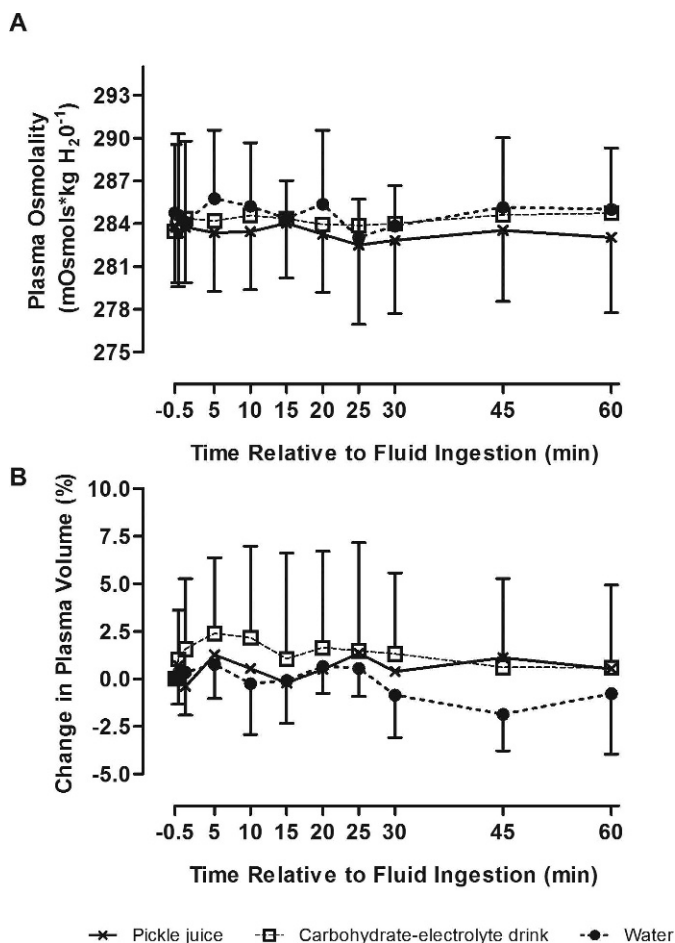 A
Plasma Osmolality
(mOsmols*kg H₂0⁻¹)
293
290
287
284
281
278
275
-0.5 5 10 15 20 25 30 45 60
Time Relative to Fluid Ingestion (min)
B
Change in Plasma Volume (%)
10.0
7.5
5.0
2.5
0.0
-2.5
-5.0
-0.5 5 10 15 20 25 30 45 60
Time Relative to Fluid Ingestion (min)
Pickle juice Carbohydrate-electrolyte drink Water